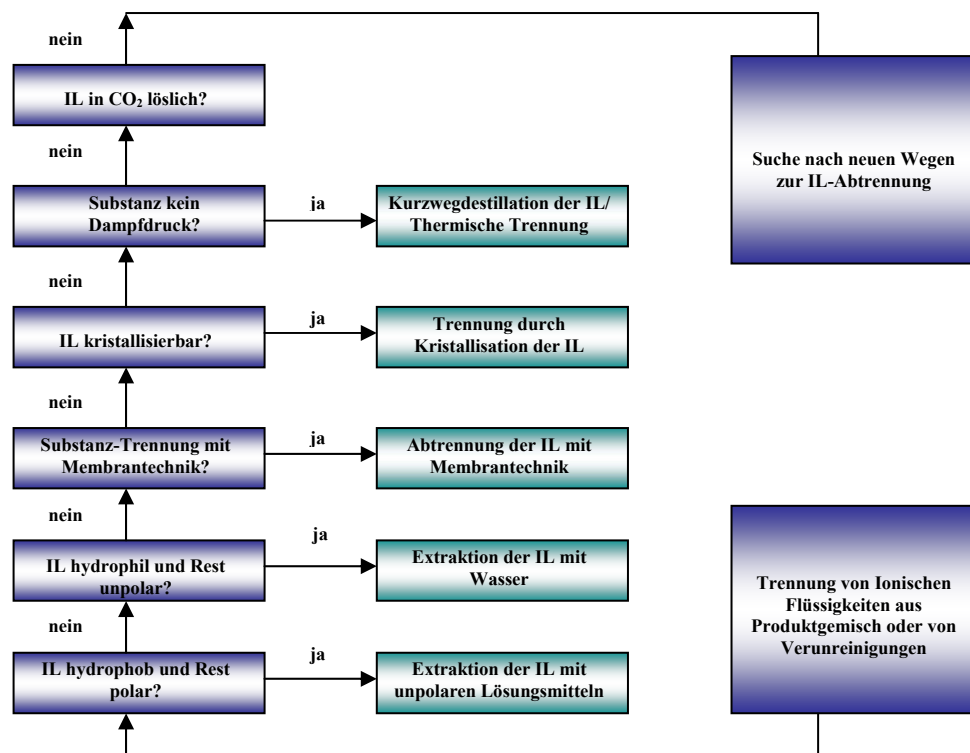 nein
IL in CO₂ löslich?
nein
Suche nach neuen Wegen
zur IL-Abtrennung
Substanz kein
Dampfdruck?
ja
Kurzwegdestillation der IL/
Thermische Trennung
nein
IL kristallisierbar?
ja
Trennung durch
Kristallisation der IL
nein
Substanz-Trennung mit
Membrantechnik?
ja
Abtrennung der IL mit
Membrantechnik
nein
IL hydrophil und Rest
unpolar?
ja
Extraktion der IL mit
Wasser
Trennung von Ionischen
Flüssigkeiten aus
Produktgemisch oder von
Verunreinigungen
nein
IL hydrophob und Rest
polar?
ja
Extraktion der IL mit
unpolaren Lösungsmitteln